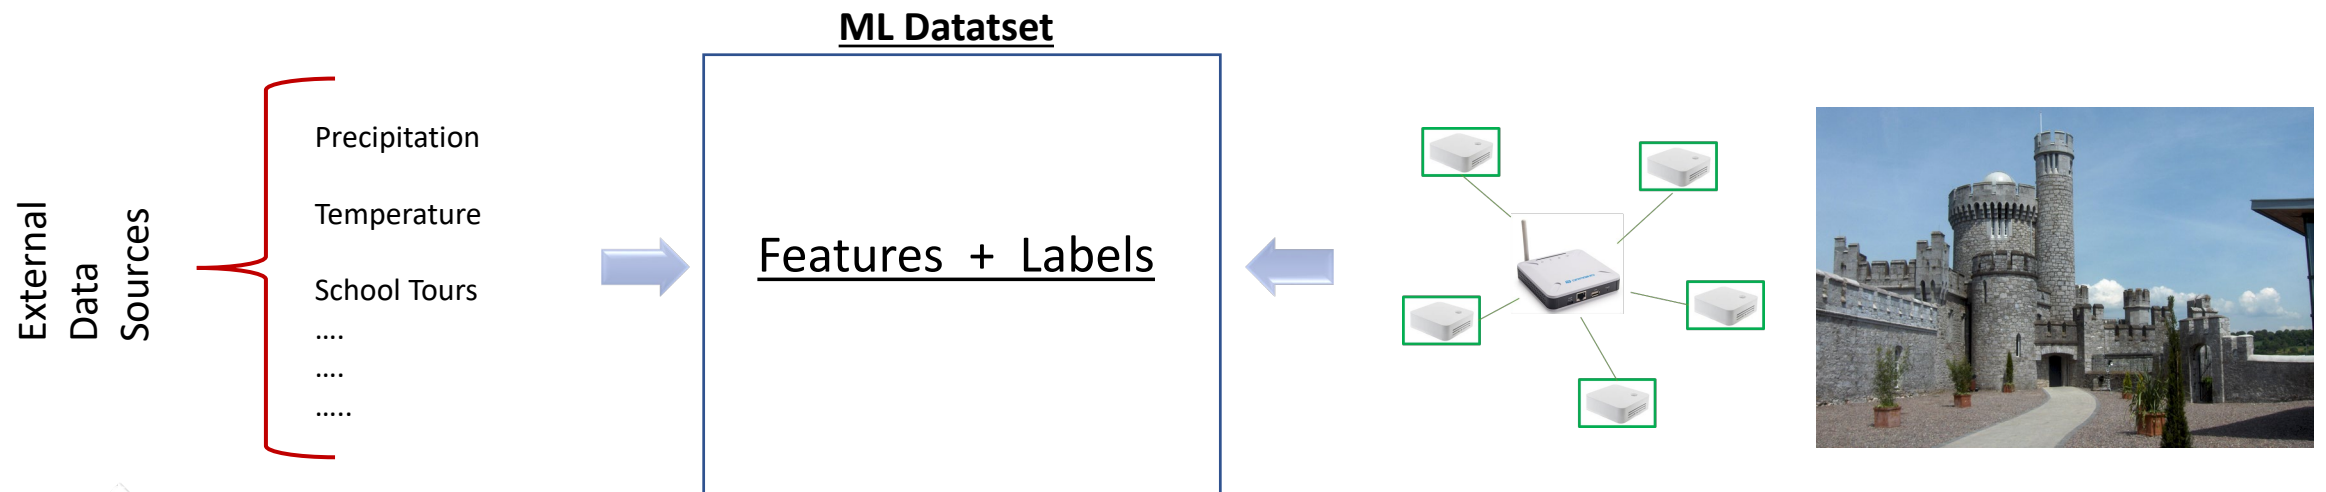 ML Datatset
External
Data
Sources
Precipitation
Temperature
School Tours
....
....
.....
Features + Labels